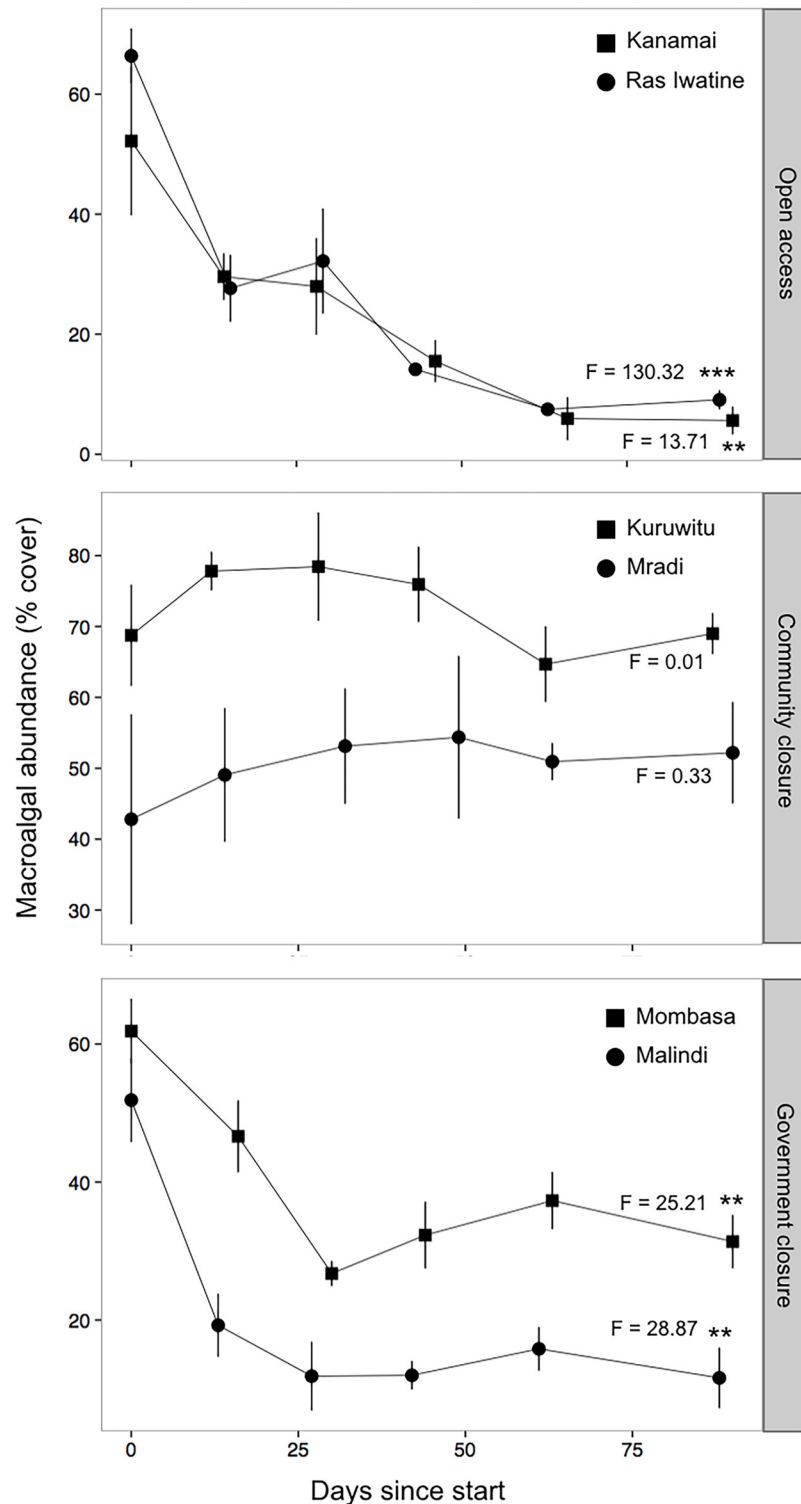 Kanamai
Ras Iwatine
60
40
20
0
F = 130.32 ***
F = 13.71 **
Open access
Macroalgal abundance (% cover)
Kuruwitu
Mradi
80
70
60
50
40
30
F = 0.01
F = 0.33
Community closure
Mombasa
Malindi
60
40
20
F = 25.21 **
F = 28.87 **
Government closure
0 25 50 75
Days since start